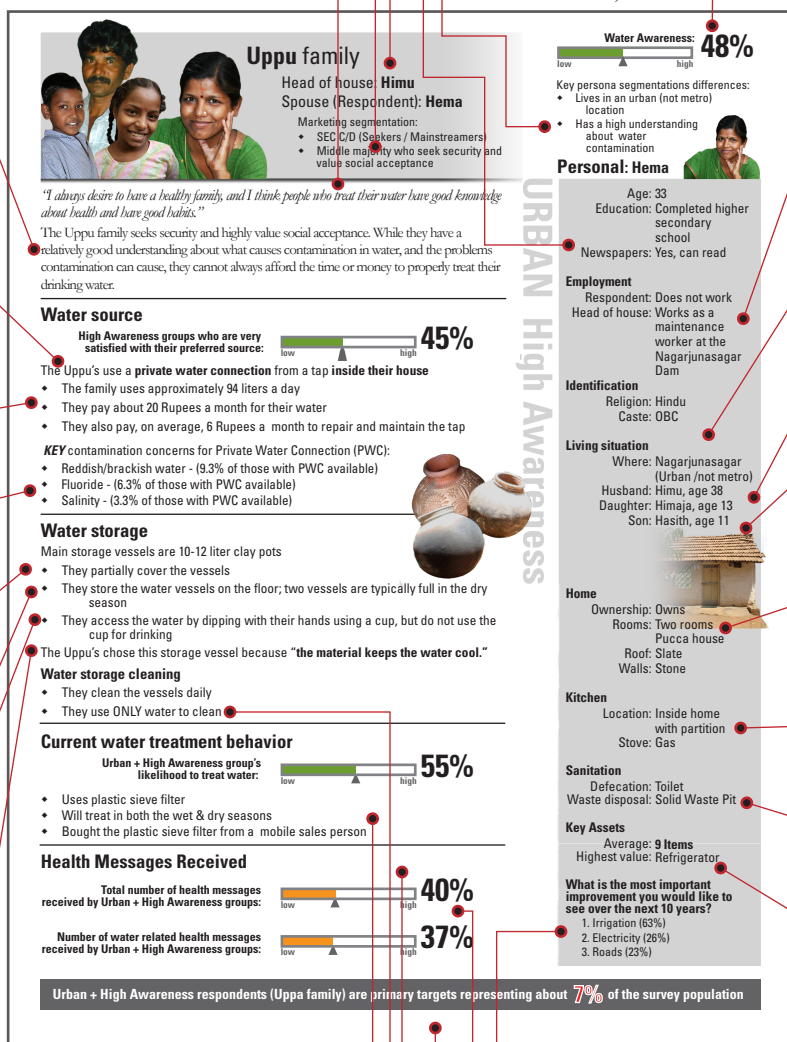 Uppu family
Head of house: Himu
Spouse (Respondent): Hema
Marketing segmentation:
◆ SEC C/D (Seekers / Mainstreamers)
◆ Middle majority who seek security and
value social acceptance
Water Awareness:
48%
low
high
Key persona segmentations differences:
◆ Lives in an urban (not metro)
location
◆ Has a high understanding
about water
contamination
"I always desire to have a healthy family, and I think people who treat their water have good knowledge
about health and have good habits."
The Uppu family seeks security and highly value social acceptance. While they have a
relatively good understanding about what causes contamination in water, and the problems
contamination can cause, they cannot always afford the time or money to properly treat their
drinking water.
Water source
High Awareness groups who are very
satisfied with their preferred source:
low
high
45%
The Uppu's use a private water connection from a tap inside their house
◆ The family uses approximately 94 liters a day
◆ They pay about 20 Rupees a month for their water
◆ They also pay, on average, 6 Rupees a month to repair and maintain the tap
KEY contamination concerns for Private Water Connection (PWC):
◆ Reddish/brackish water - (9.3% of those with PWC available)
◆ Fluoride - (6.3% of those with PWC available)
◆ Salinity - (3.3% of those with PWC available)
Water storage
Main storage vessels are 10-12 liter clay pots
◆ They partially cover the vessels
◆ They store the water vessels on the floor; two vessels are typically full in the dry
season
◆ They access the water by dipping with their hands using a cup, but do not use the
cup for drinking
The Uppu's chose this storage vessel because "the material keeps the water cool."
Water storage cleaning
◆ They clean the vessels daily
◆ They use ONLY water to clean
Current water treatment behavior
Urban + High Awareness group's
likelihood to treat water:
low
high
55%
◆ Uses plastic sieve filter
◆ Will treat in both the wet & dry seasons
◆ Bought the plastic sieve filter from a mobile sales person
Health Messages Received
Total number of health messages
received by Urban + High Awareness groups:
low
high
40%
Number of water related health messages
received by Urban + High Awareness groups:
low
high
37%
URBAN High Awareness
Personal: Hema
Age: 33
Education: Completed higher
secondary
school
Newspapers: Yes, can read
Employment
Respondent: Does not work
Head of house: Works as a
maintenance
worker at the
Nagarjunasagar
Dam
Identification
Religion: Hindu
Caste: OBC
Living situation
Where: Nagarjunasagar
(Urban /not metro)
Husband: Himu, age 38
Daughter: Himaja, age 13
Son: Hasith, age 11
Home
Ownership: Owns
Rooms: Two rooms
Pucca house
Roof: Slate
Walls: Stone
Kitchen
Location: Inside home
with partition
Stove: Gas
Sanitation
Defecation: Toilet
Waste disposal: Solid Waste Pit
Key Assets
Average: 9 Items
Highest value: Refrigerator
What is the most important
improvement you would like to
see over the next 10 years?
1. Irrigation (63%)
2. Electricity (26%)
3. Roads (23%)
Urban + High Awareness respondents (Uppa family) are primary targets representing about 7% of the survey population